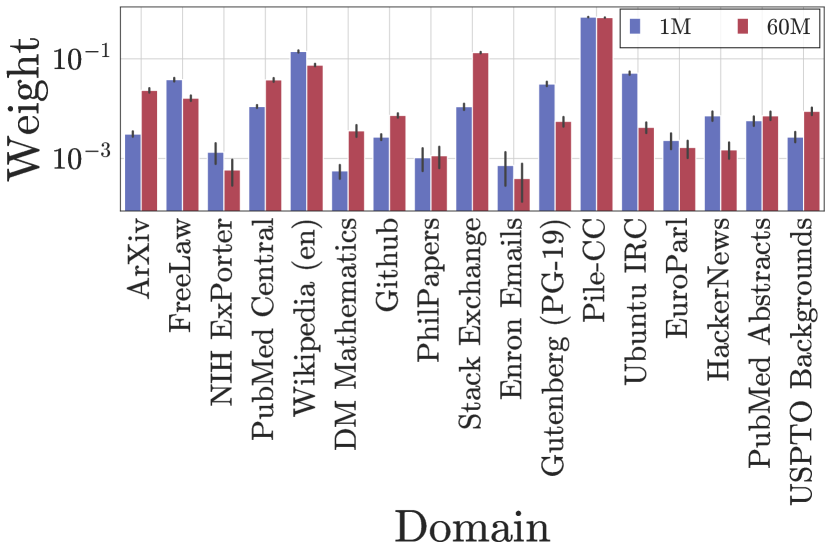 1M 60M
Weight
10⁻¹
10⁻³
ArXiv
FreeLaw
NIH ExPorter
PubMed Central
Wikipedia (en)
DM Mathematics
Github
PhilPapers
Stack Exchange
Enron Emails
Gutenberg (PG-19)
Pile-CC
Ubuntu IRC
EuroParl
HackerNews
PubMed Abstracts
USPTO Backgrounds
Domain